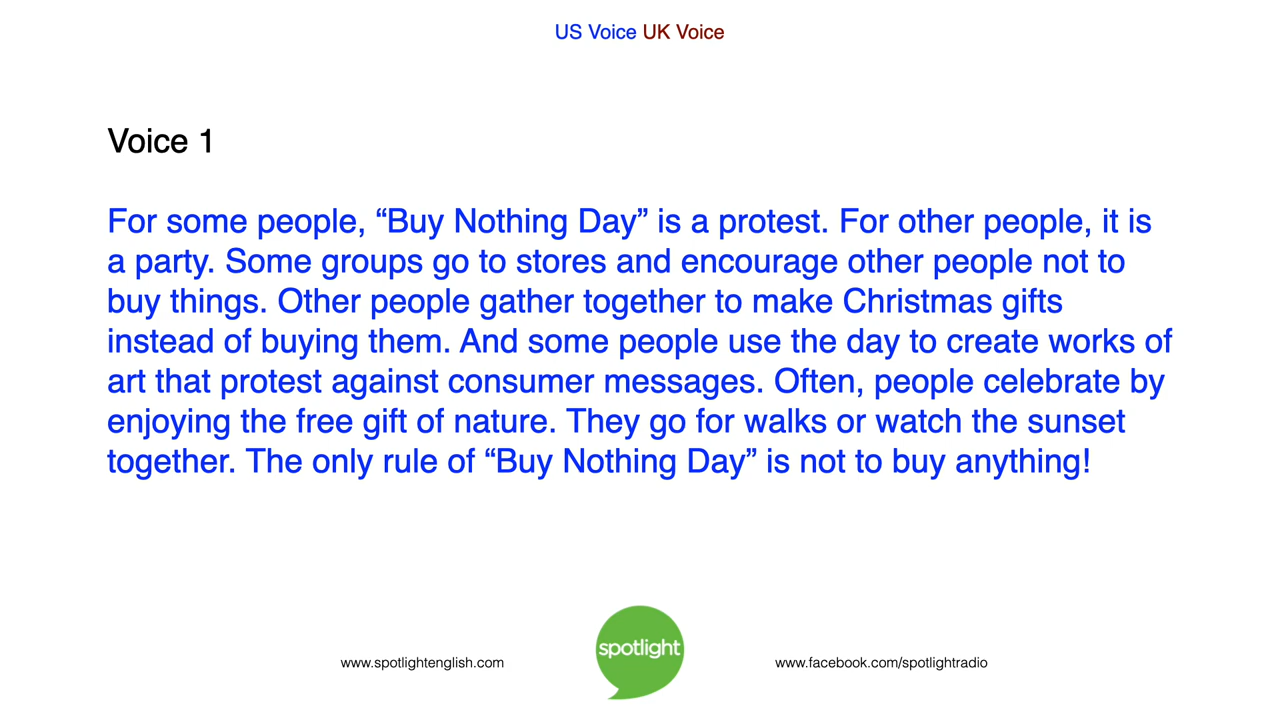 US Voice UK Voice
Voice 1
For some people, “Buy Nothing Day” is a protest. For other people, it is
a party. Some groups go to stores and encourage other people not to
buy things. Other people gather together to make Christmas gifts
instead of buying them. And some people use the day to create works of
art that protest against consumer messages. Often, people celebrate by
enjoying the free gift of nature. They go for walks or watch the sunset
together. The only rule of “Buy Nothing Day” is not to buy anything!
spotlight
www.spotlightenglish.com
www.facebook.com/spotlightradio